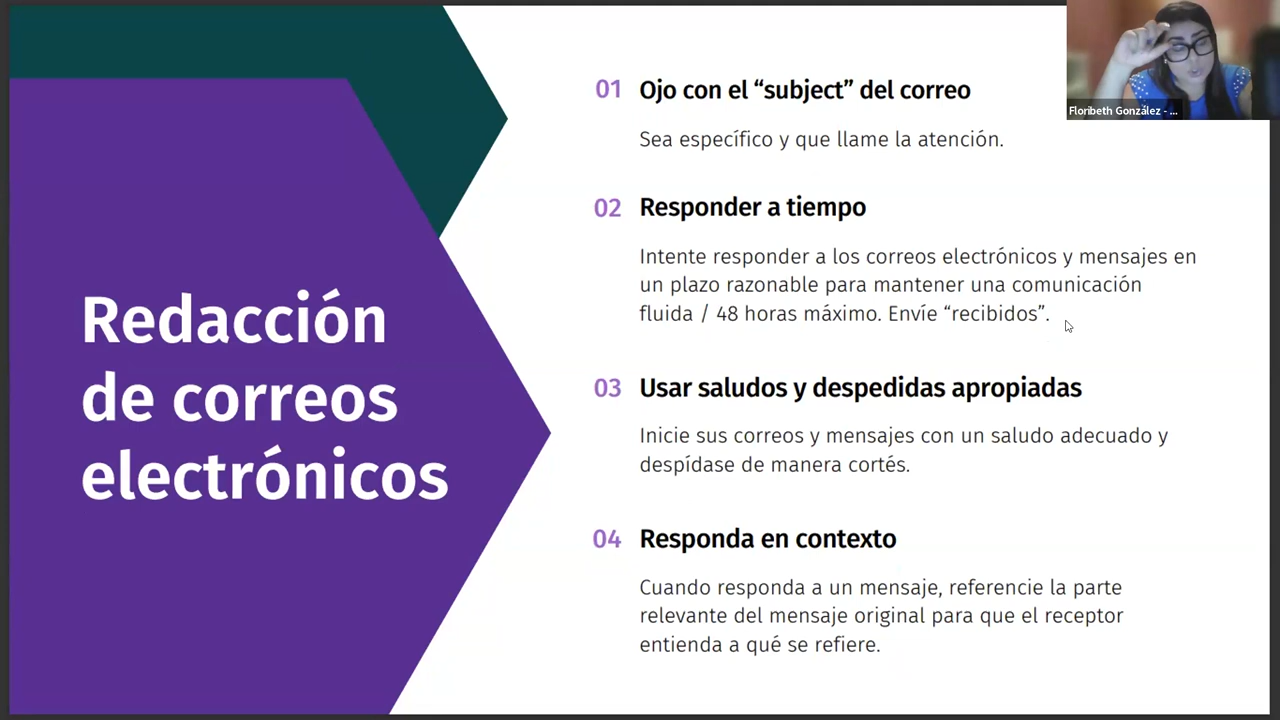 Redacción
de correos
electrónicos
01 Ojo con el “subject” del correo
Sea específico y que llame la atención.
02 Responder a tiempo
Intente responder a los correos electrónicos y mensajes en
un plazo razonable para mantener una comunicación
fluida / 48 horas máximo. Envíe “recibidos”.
03 Usar saludos y despedidas apropiadas
Inicie sus correos y mensajes con un saludo adecuado y
despídase de manera cortés.
04 Responda en contexto
Cuando responda a un mensaje, referencie la parte
relevante del mensaje original para que el receptor
entienda a qué se refiere.
Floribeth González - ...